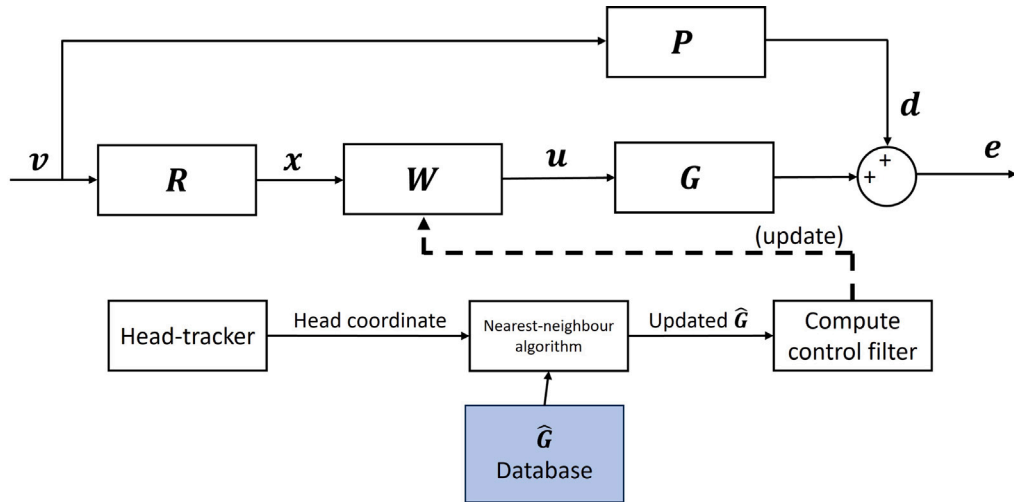 P
d
v
R
x
W
u
G
+
+
e
(update)
Head-tracker
Head coordinate
Nearest-neighbour
algorithm
Updated Ĝ
Compute
control filter
Ĝ
Database